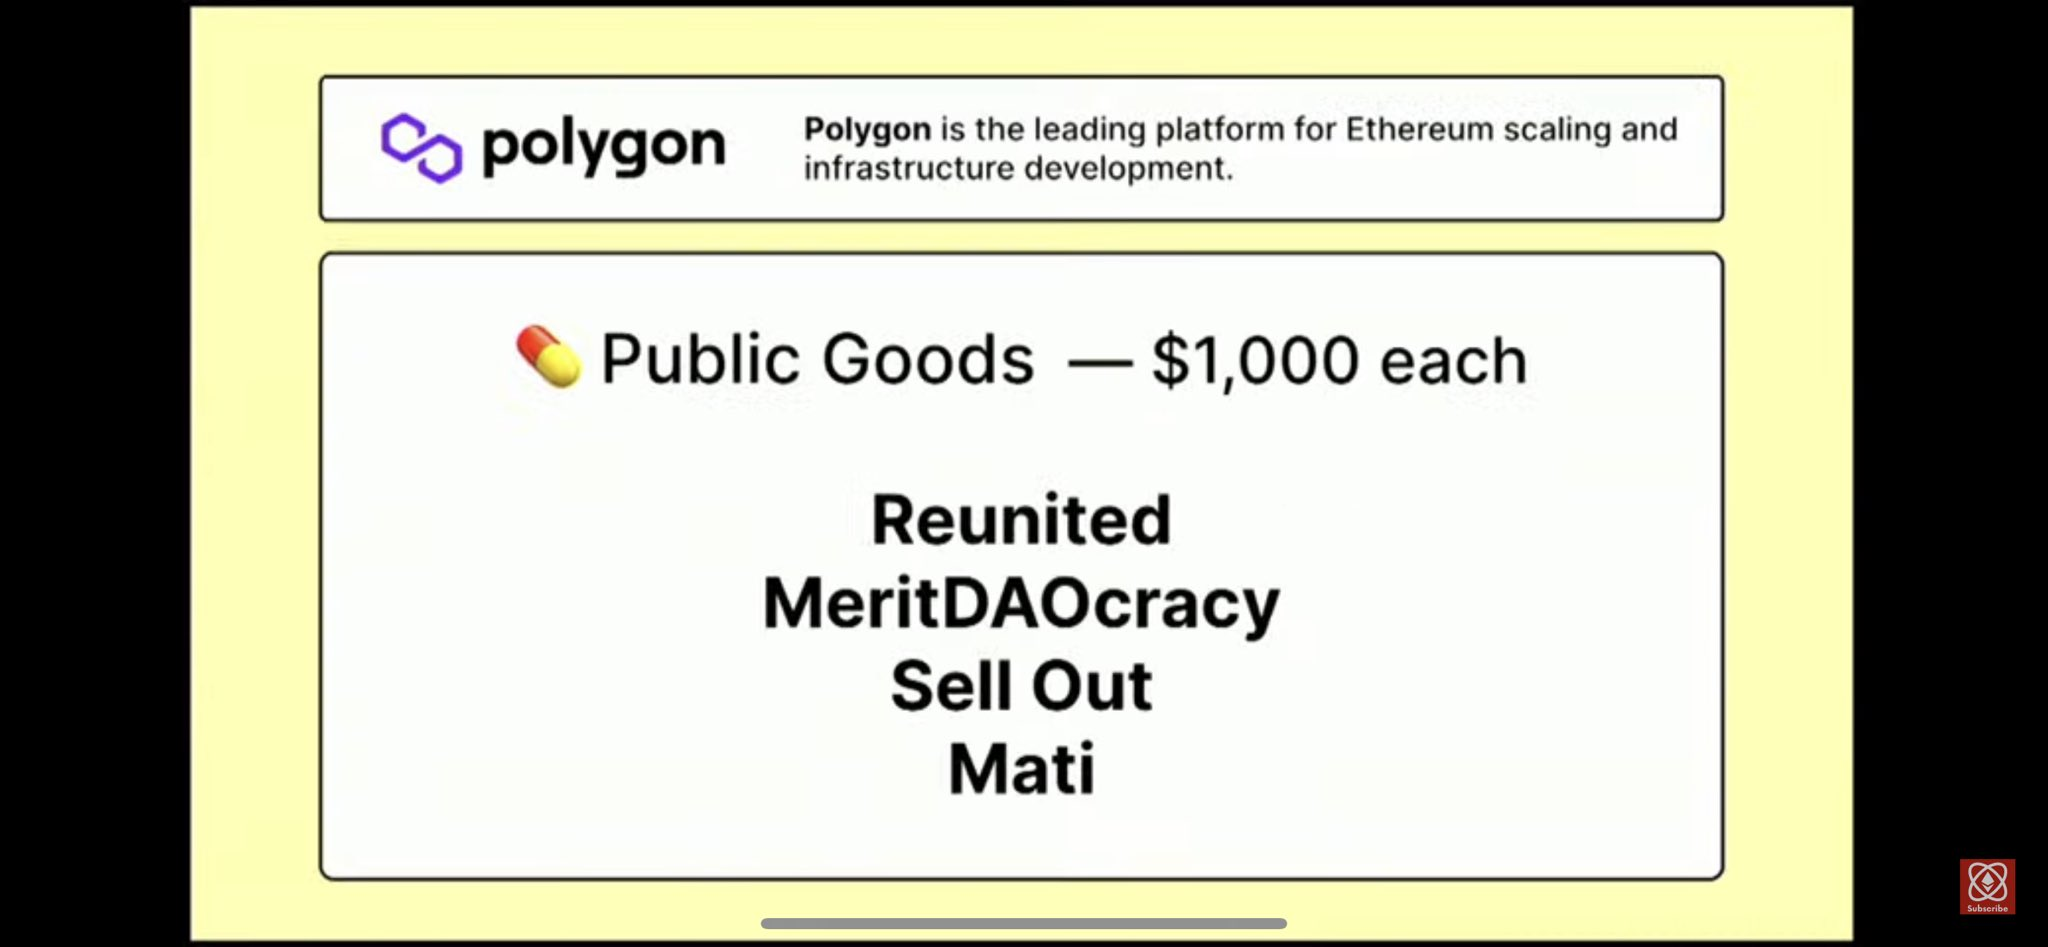 polygon
Polygon is the leading platform for Ethereum scaling and
infrastructure development.
💊 Public Goods — $1,000 each
Reunited
MeritDAOcracy
Sell Out
Mati
Subscribe